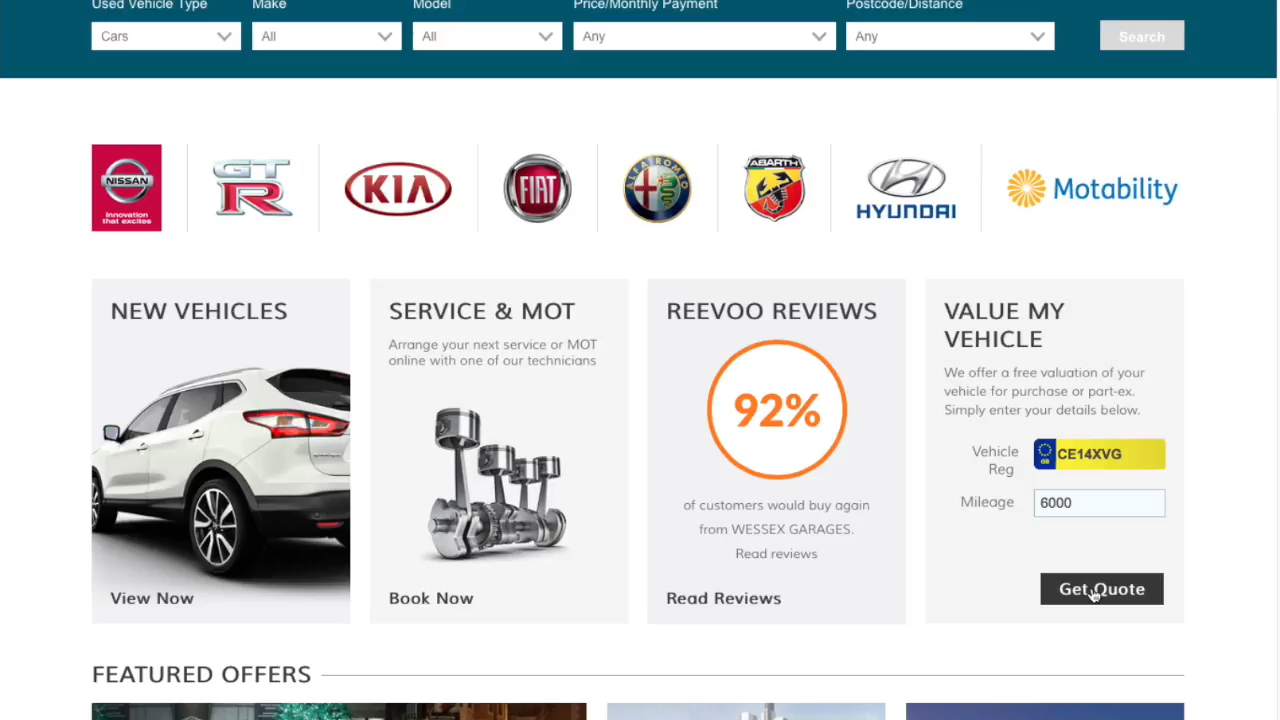 Used Vehicle Type Make Model Price/Monthly Payment Postcode/Distance
Cars All All Any Any Search
NISSAN
Innovation
that excites
GT
R
KIA
FIAT
ALFA ROMEO
ABARTH
HYUNDAI
Motability
NEW VEHICLES
View Now
SERVICE & MOT
Arrange your next service or MOT
online with one of our technicians
Book Now
REEVOO REVIEWS
92%
of customers would buy again
from WESSEX GARAGES.
Read reviews
Read Reviews
VALUE MY
VEHICLE
We offer a free valuation of your
vehicle for purchase or part-ex.
Simply enter your details below.
Vehicle
Reg
GB
CE14XVG
Mileage 6000
Get Quote
FEATURED OFFERS